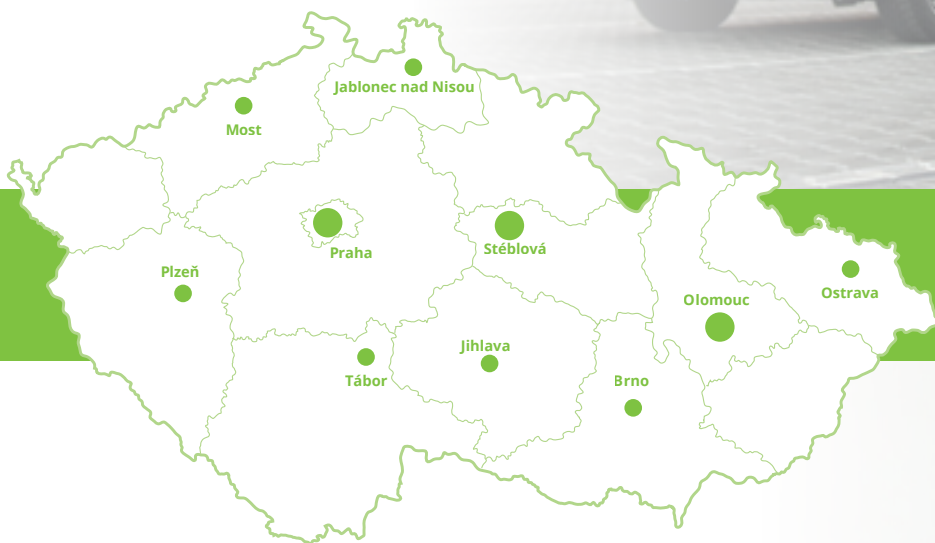 Jablonec nad Nisou
Most
Praha
Stéblová
Plzeň
Ostrava
Olomouc
Jihlava
Tábor
Brno